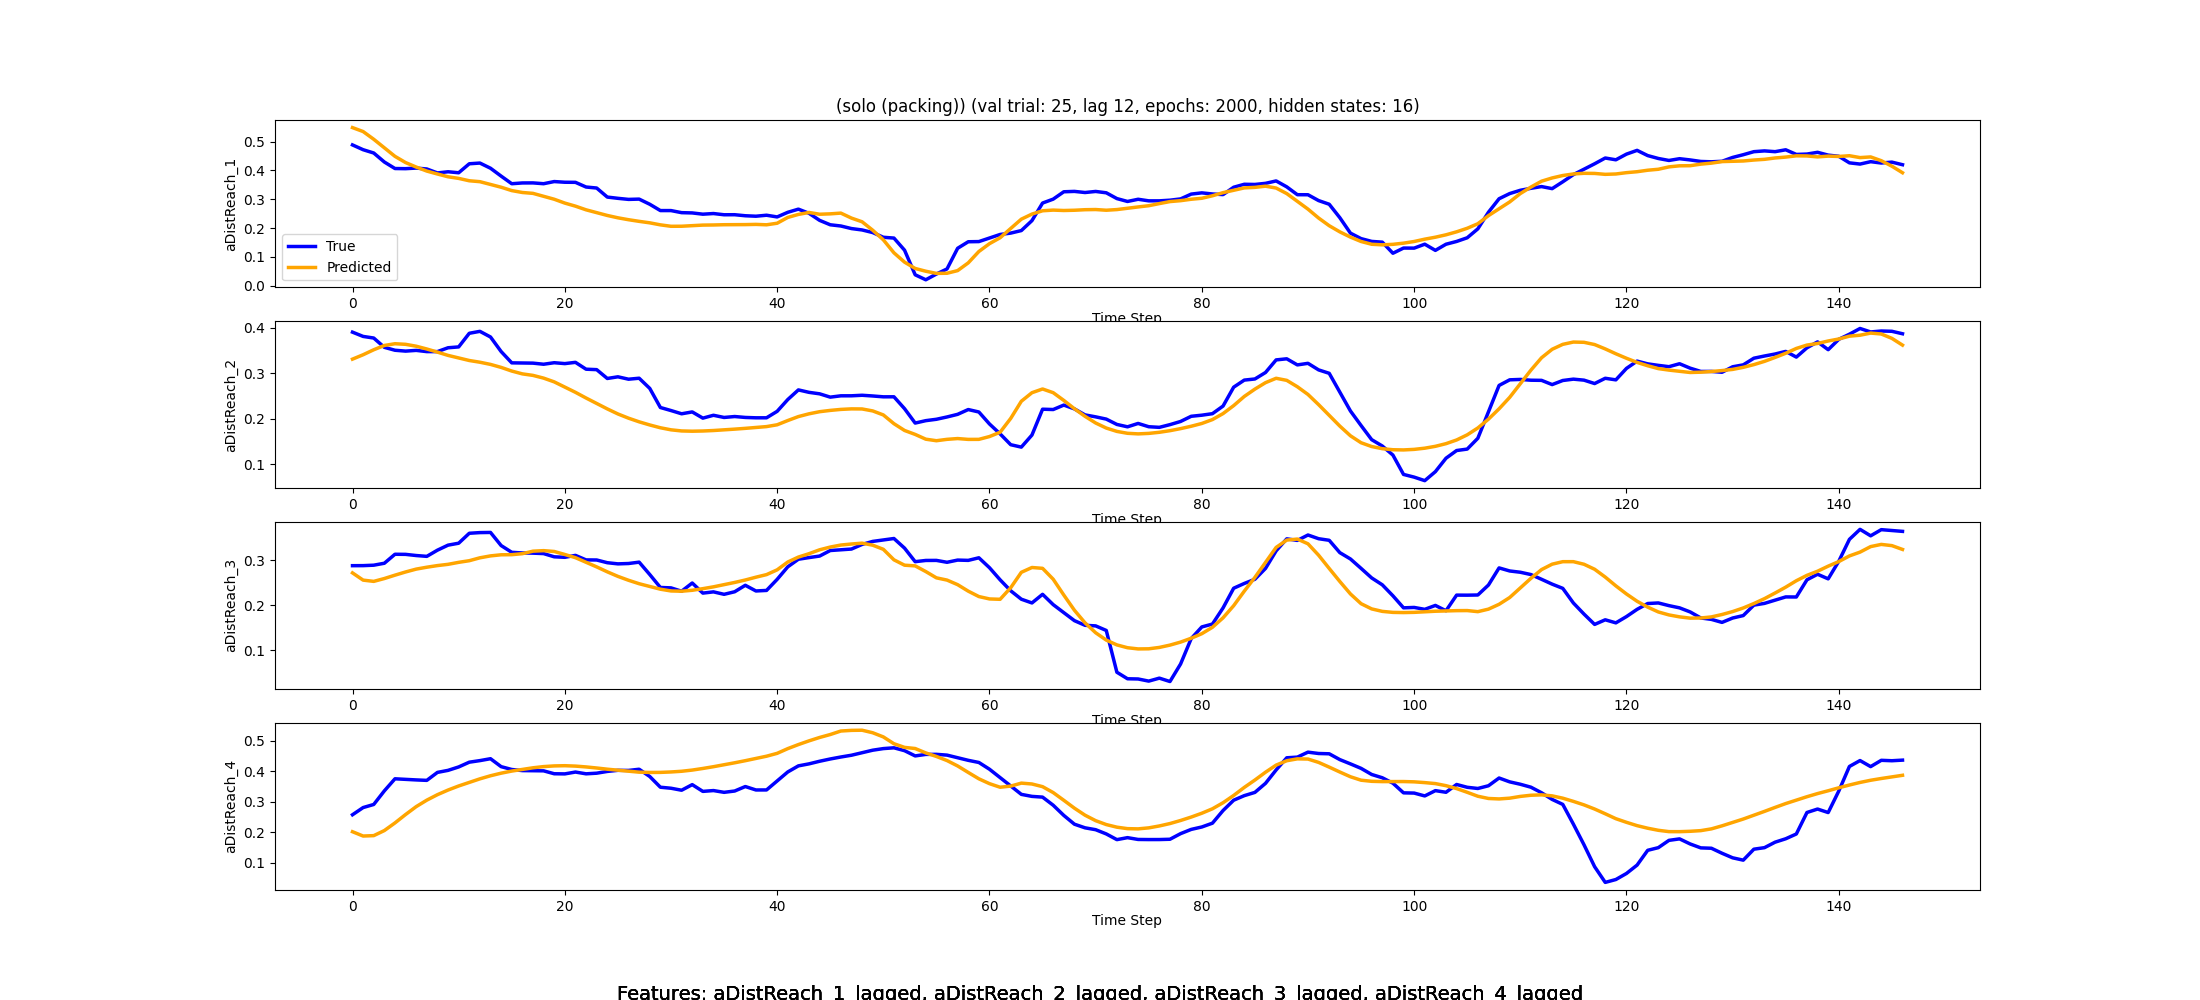 (solo (packing)) (val trial: 25, lag 12, epochs: 2000, hidden states: 16)
aDistReach_1
0.5
0.4
0.3
0.2
0.1
0.0
True
Predicted
0 20 40 60 80 100 120 140
Time Step
aDistReach_2
0.4
0.3
0.2
0.1
0 20 40 60 80 100 120 140
Time Step
aDistReach_3
0.3
0.2
0.1
0 20 40 60 80 100 120 140
Time Step
aDistReach_4
0.5
0.4
0.3
0.2
0.1
0 20 40 60 80 100 120 140
Time Step
Features: aDistReach_1_lagged, aDistReach_2_lagged, aDistReach_3_lagged, aDistReach_4_lagged